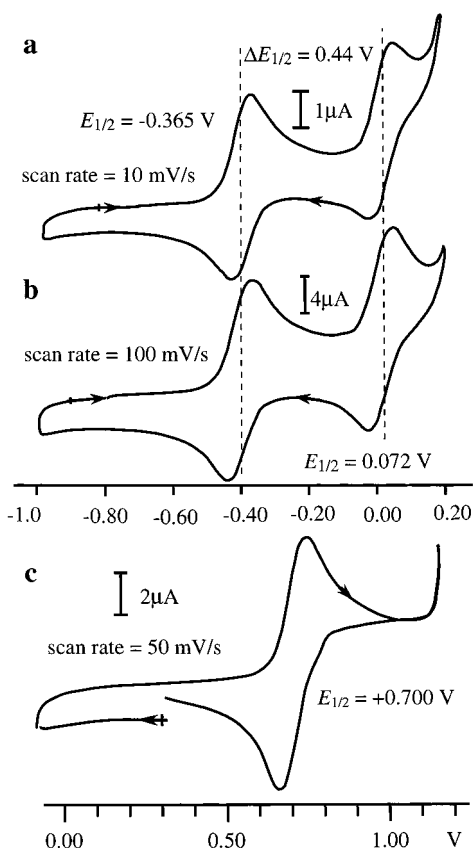 a
ΔE1/2 = 0.44 V
1μA
E1/2 = -0.365 V
scan rate = 10 mV/s
b
4μA
scan rate = 100 mV/s
E1/2 = 0.072 V
-1.0 -0.80 -0.60 -0.40 -0.20 0.00 0.20
c
2μA
scan rate = 50 mV/s
E1/2 = +0.700 V
0.00 0.50 1.00 V